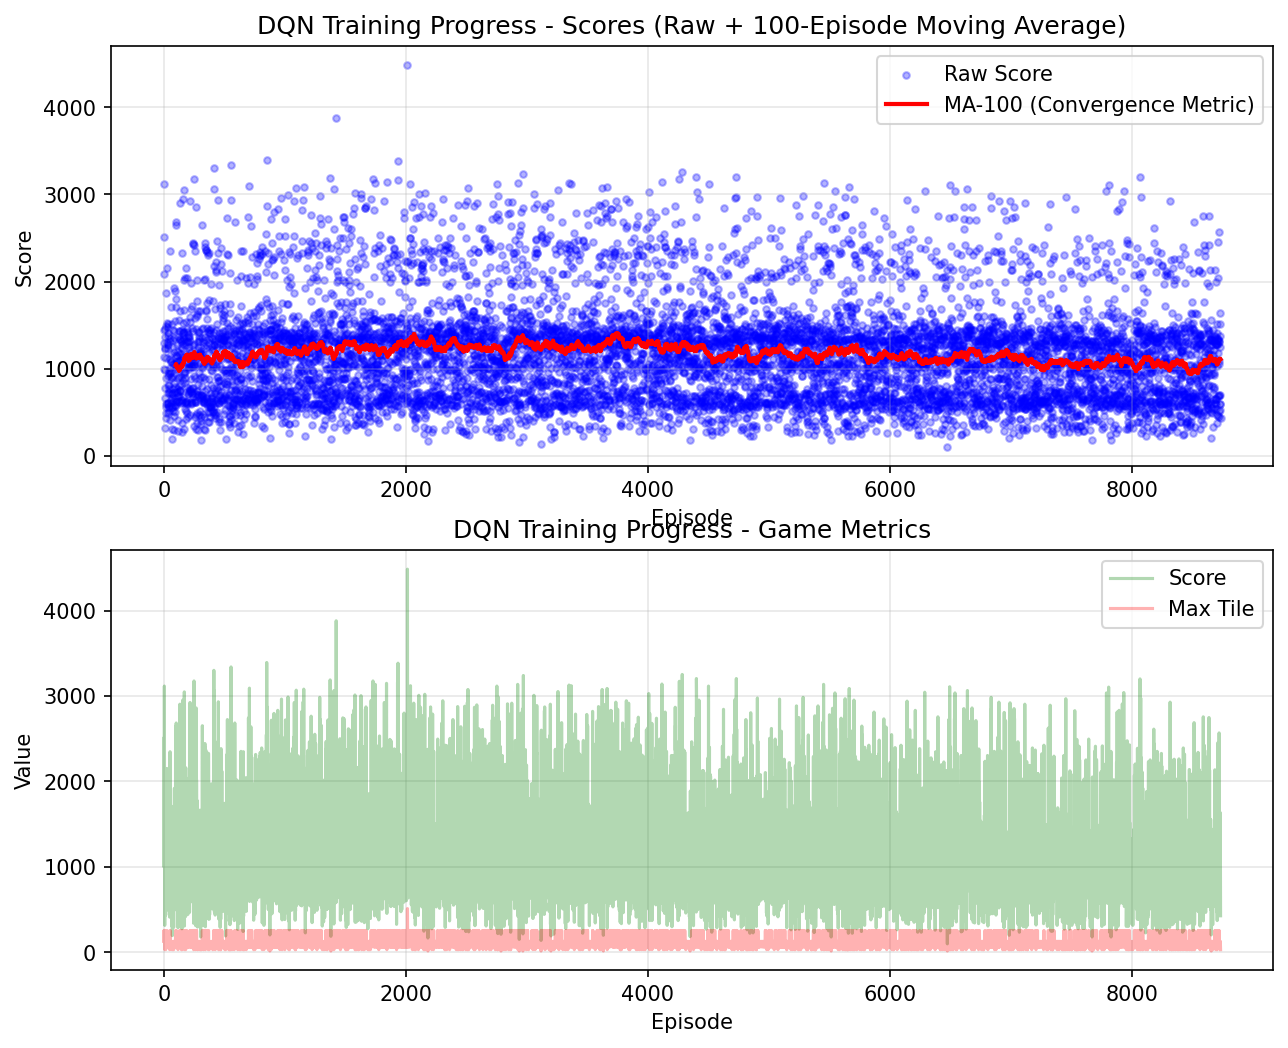 DQN Training Progress - Scores (Raw + 100-Episode Moving Average)
Raw Score
MA-100 (Convergence Metric)
Score
4000
3000
2000
1000
0
0 2000 4000 6000 8000
Episode
DQN Training Progress - Game Metrics
Score
Max Tile
Value
4000
3000
2000
1000
0
0 2000 4000 6000 8000
Episode